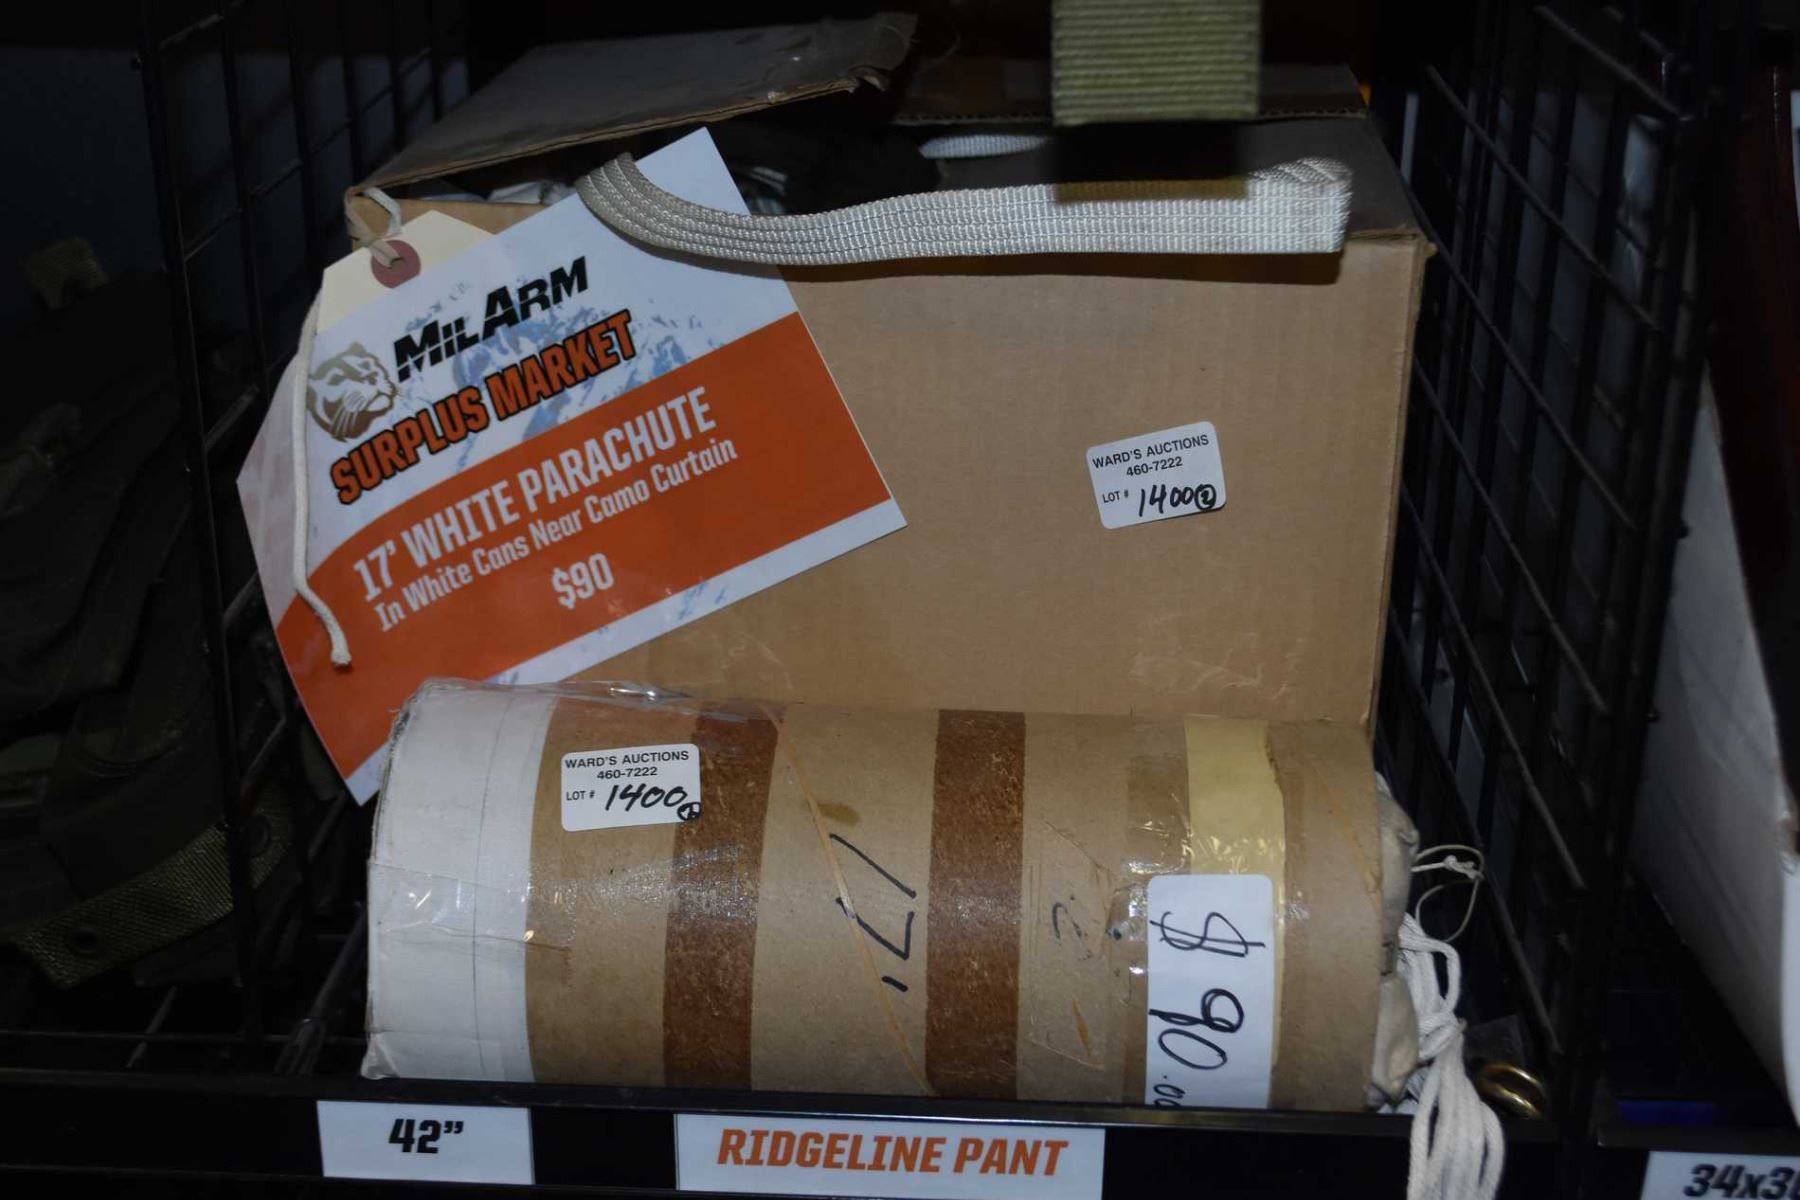 MILARM
SURPLUS MARKET
17' WHITE PARACHUTE
In White Cans Near Camo Curtain
$90
WARD'S AUCTIONS
460-7222
LOT # 1400 2
WARD'S AUCTIONS
460-7222
LOT # 1400
17'
$90.00
42”
RIDGELINE PANT